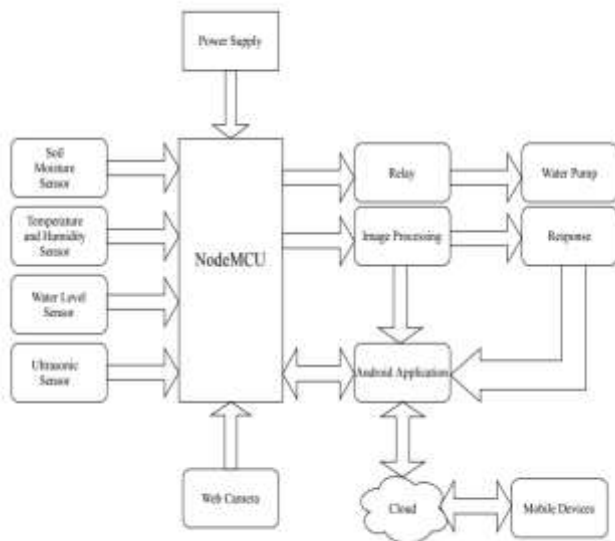 Power Supply
Soil
Moisture
Sensor
Relay
Water Pump
Temperature
and Humidity
Sensor
Image Processing
Response
NodeMCU
Water Level
Sensor
Ultrasonic
Sensor
Android Application
Web Camera
Cloud
Mobile Devices